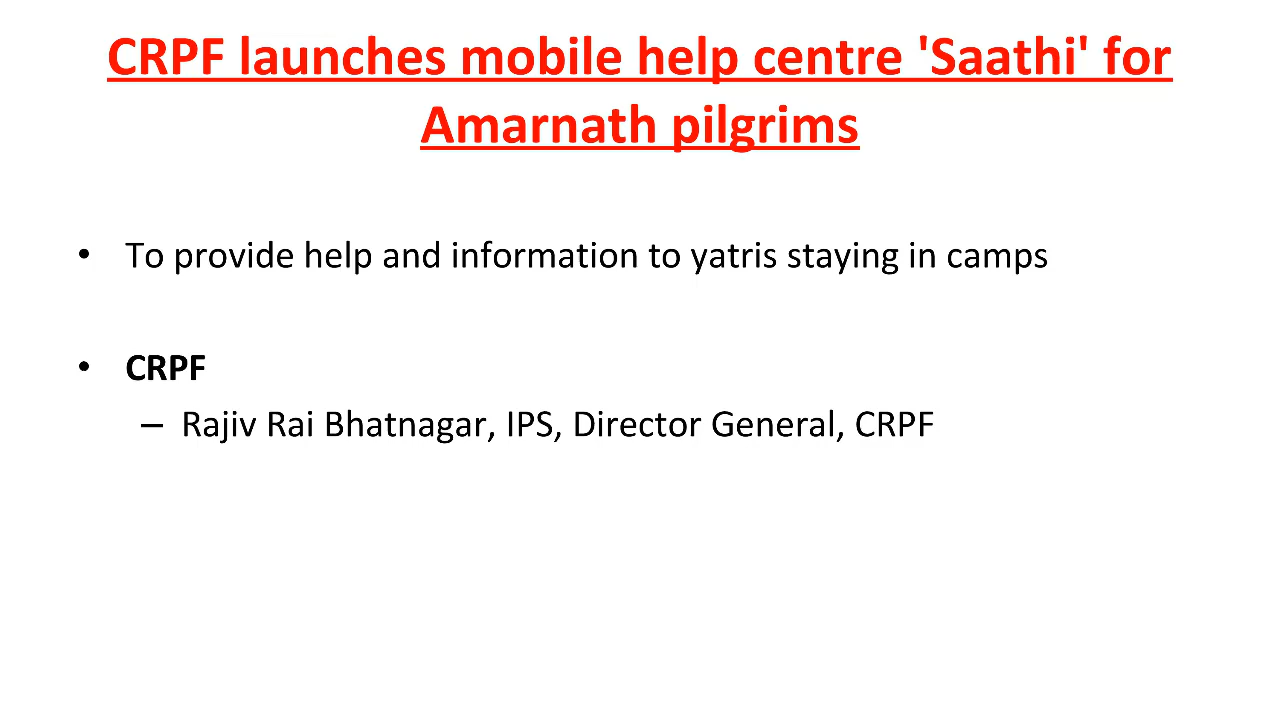 CRPF launches mobile help centre 'Saathi' for
Amarnath pilgrims
• To provide help and information to yatris staying in camps
• CRPF
– Rajiv Rai Bhatnagar, IPS, Director General, CRPF